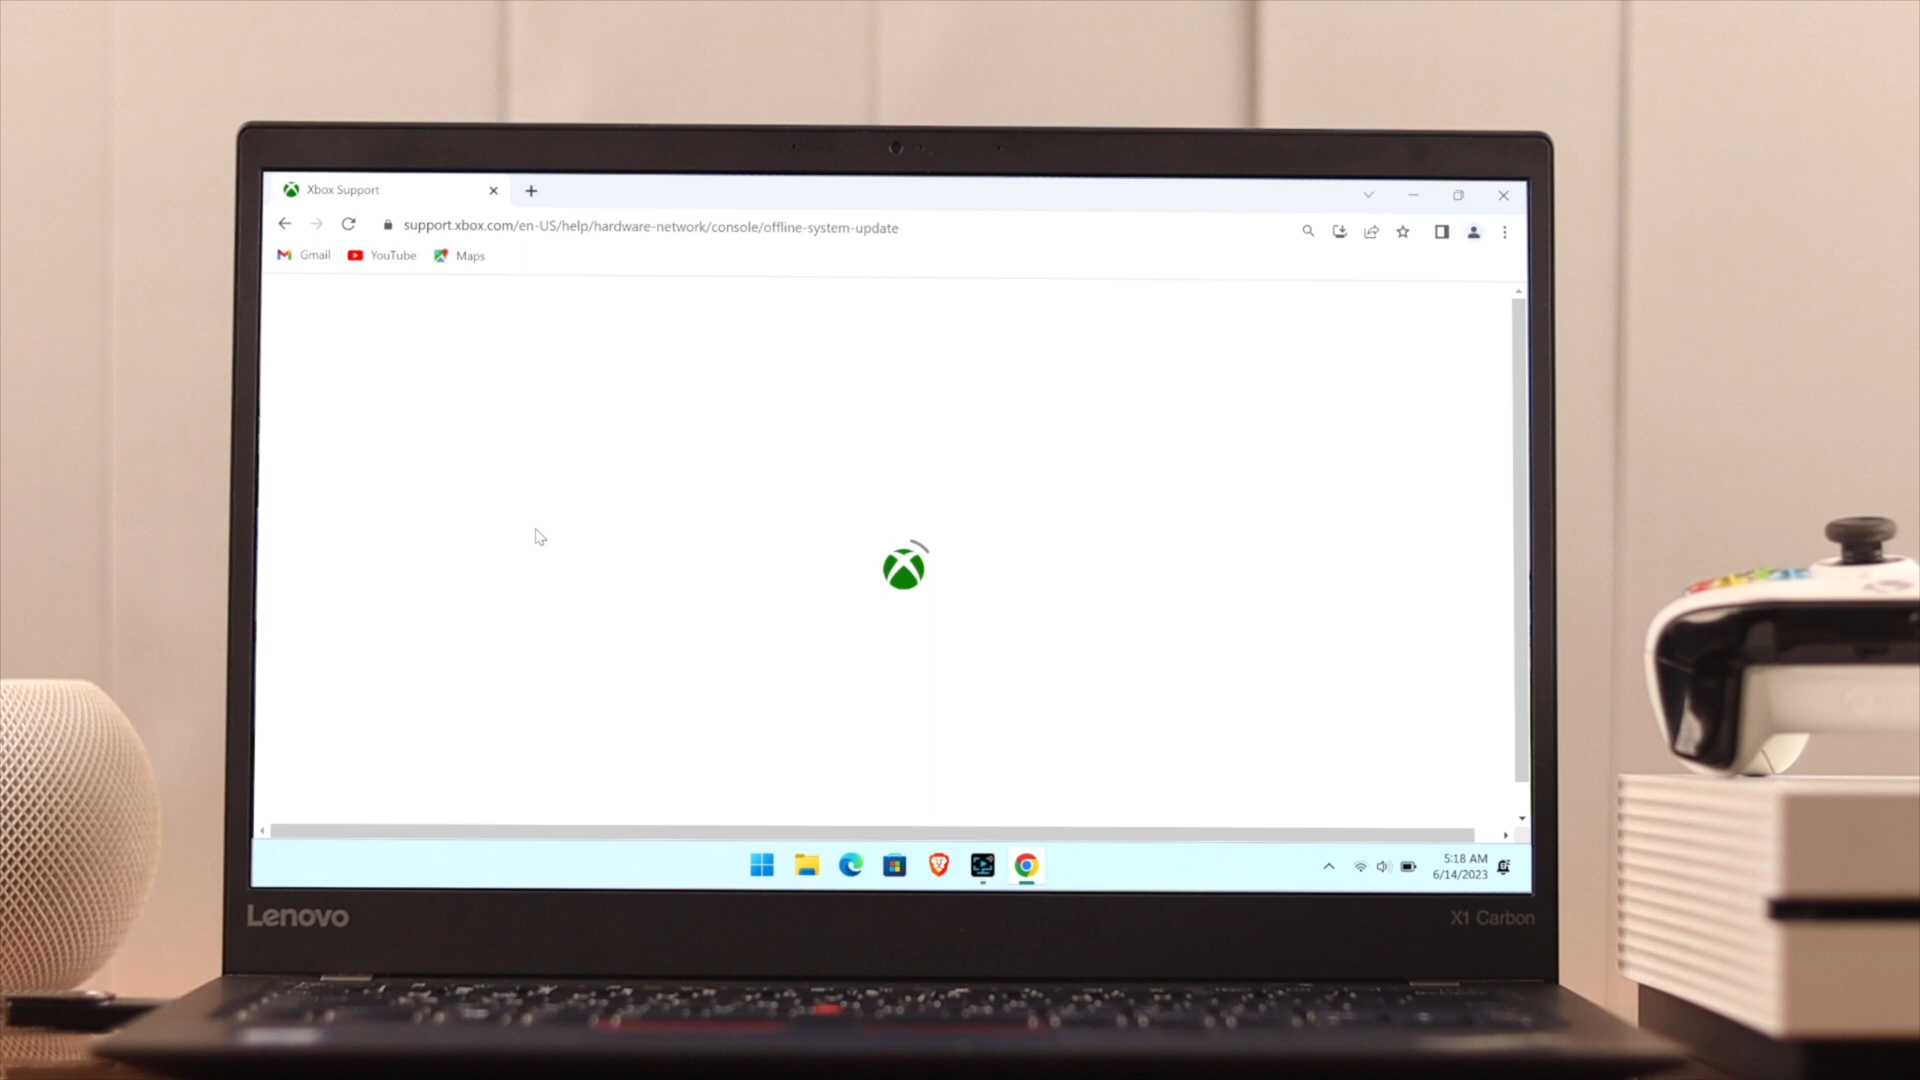 Xbox Support
support.xbox.com/en-US/help/hardware-network/console/offline-system-update
Gmail YouTube Maps
5:18 AM
6/14/2023
Lenovo X1 Carbon